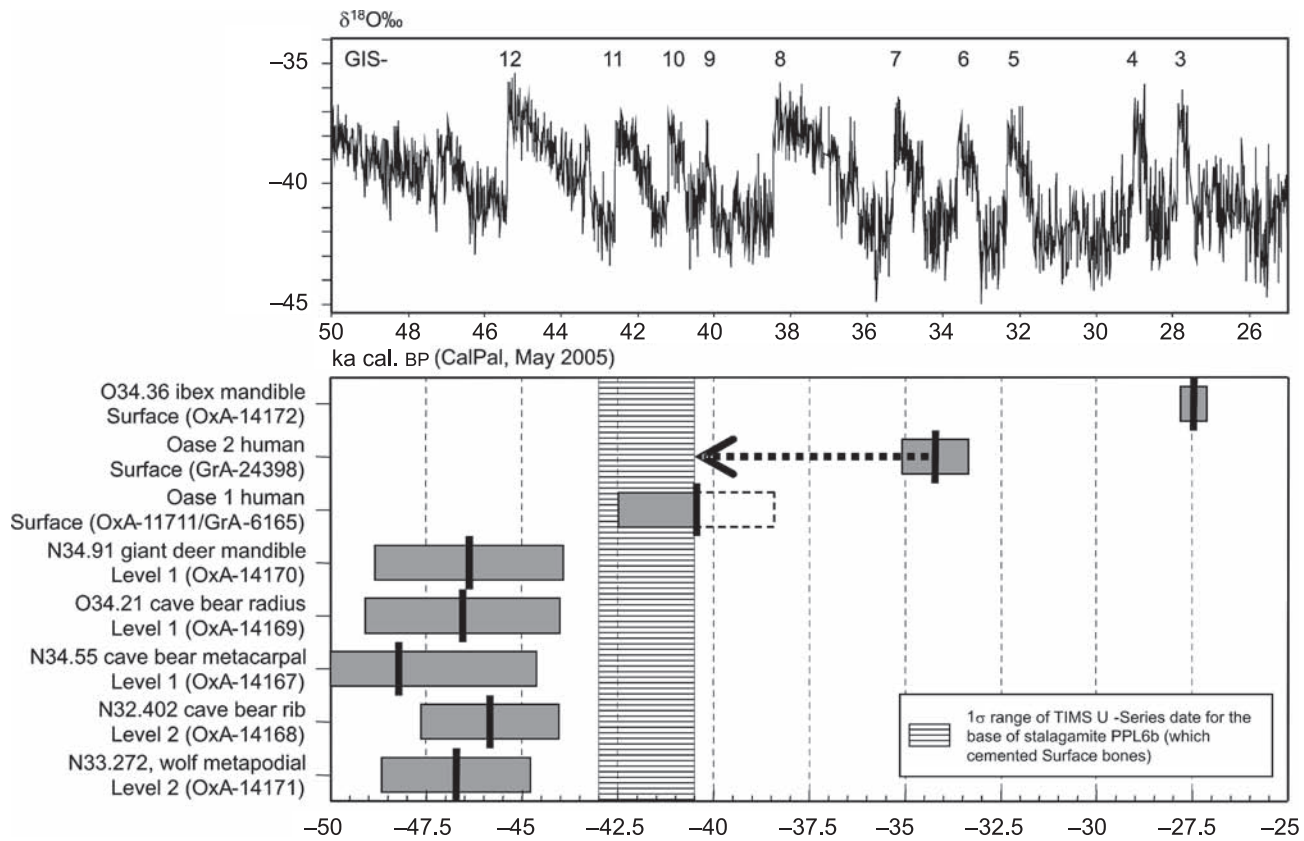 δ¹⁸O‰
GIS- 12 11 10 9 8 7 6 5 4 3
–35
–40
–45
50 48 46 44 42 40 38 36 34 32 30 28 26
ka cal. BP (CalPal, May 2005)
O34.36 ibex mandible
Surface (OxA-14172)
Oase 2 human
Surface (GrA-24398)
Oase 1 human
Surface (OxA-11711/GrA-6165)
N34.91 giant deer mandible
Level 1 (OxA-14170)
O34.21 cave bear radius
Level 1 (OxA-14169)
N34.55 cave bear metacarpal
Level 1 (OxA-14167)
N32.402 cave bear rib
Level 2 (OxA-14168)
N33.272, wolf metapodial
Level 2 (OxA-14171)
1σ range of TIMS U -Series date for the
base of stalagamite PPL6b (which
cemented Surface bones)
–50 –47.5 –45 –42.5 –40 –37.5 –35 –32.5 –30 –27.5 –25